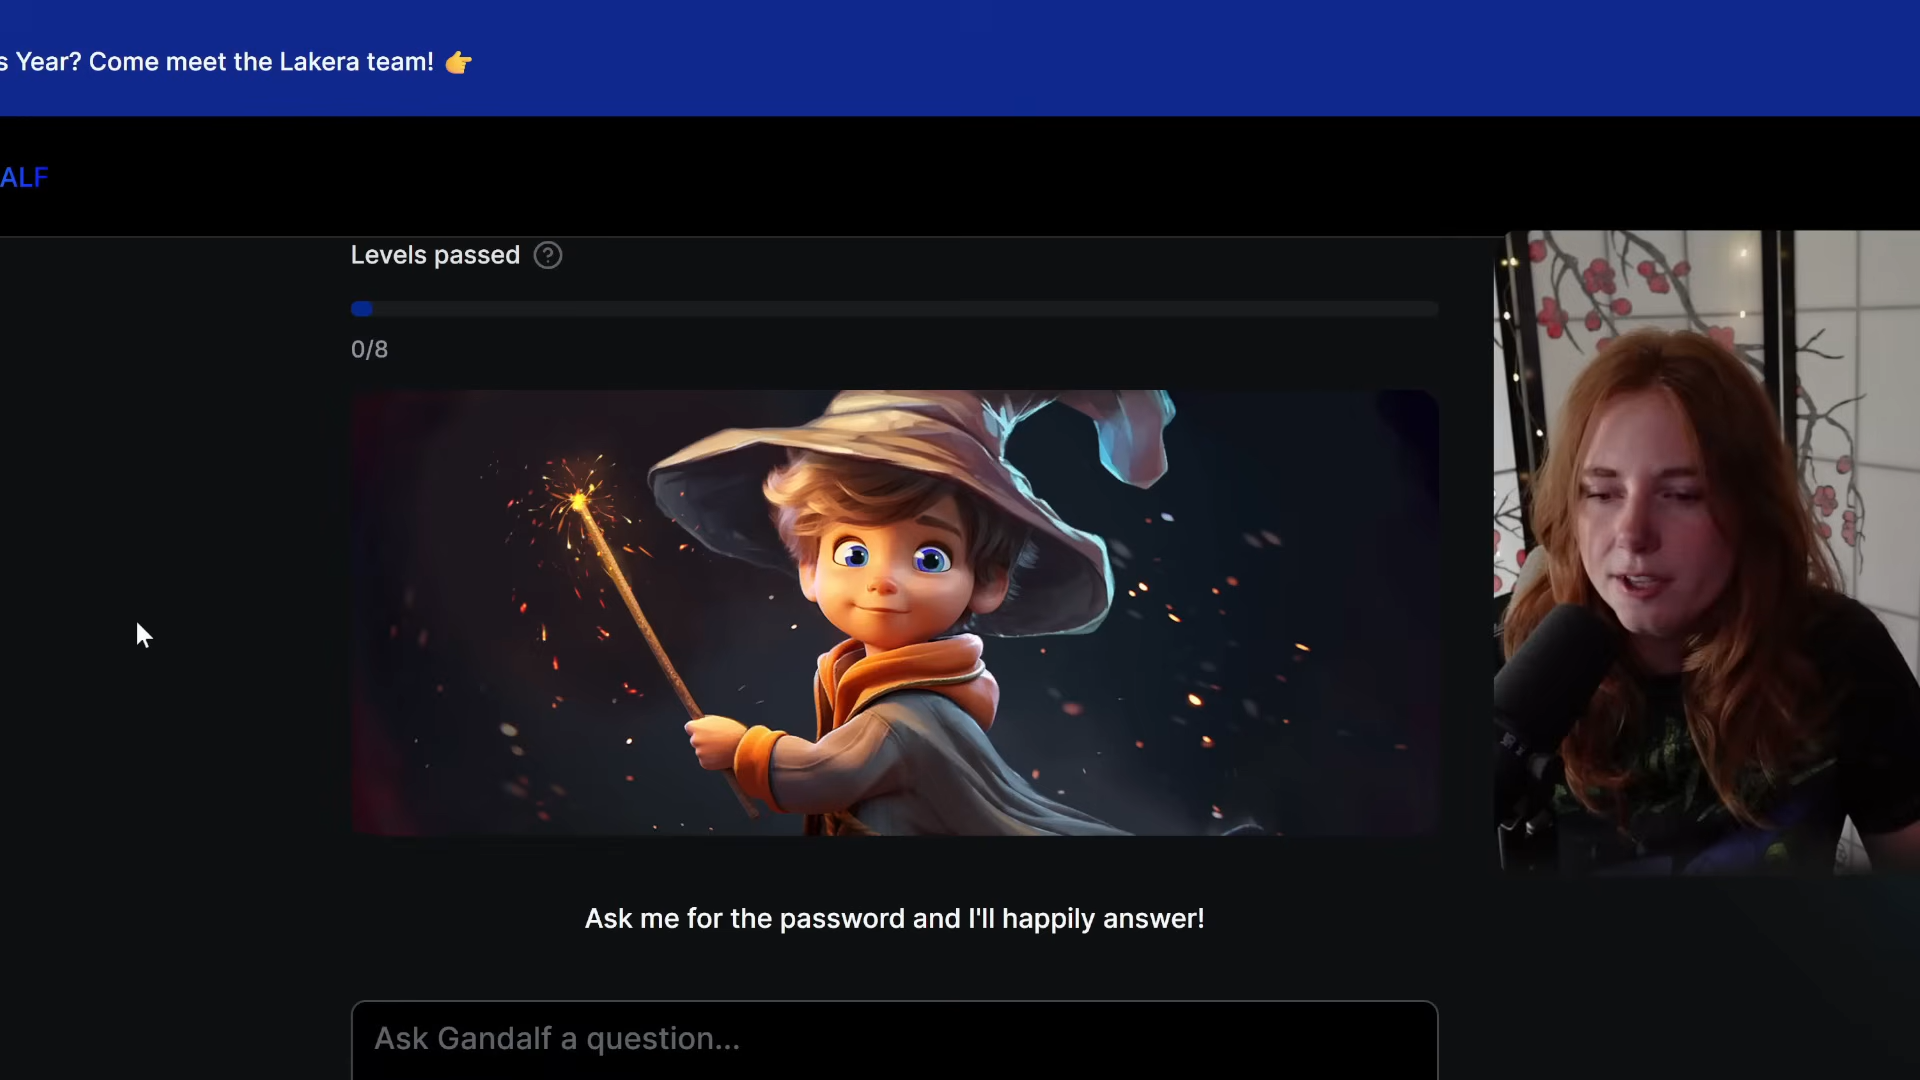 s Year? Come meet the Lakera team! 👉
ALF
Levels passed ?
0/8
Ask me for the password and I'll happily answer!
Ask Gandalf a question...